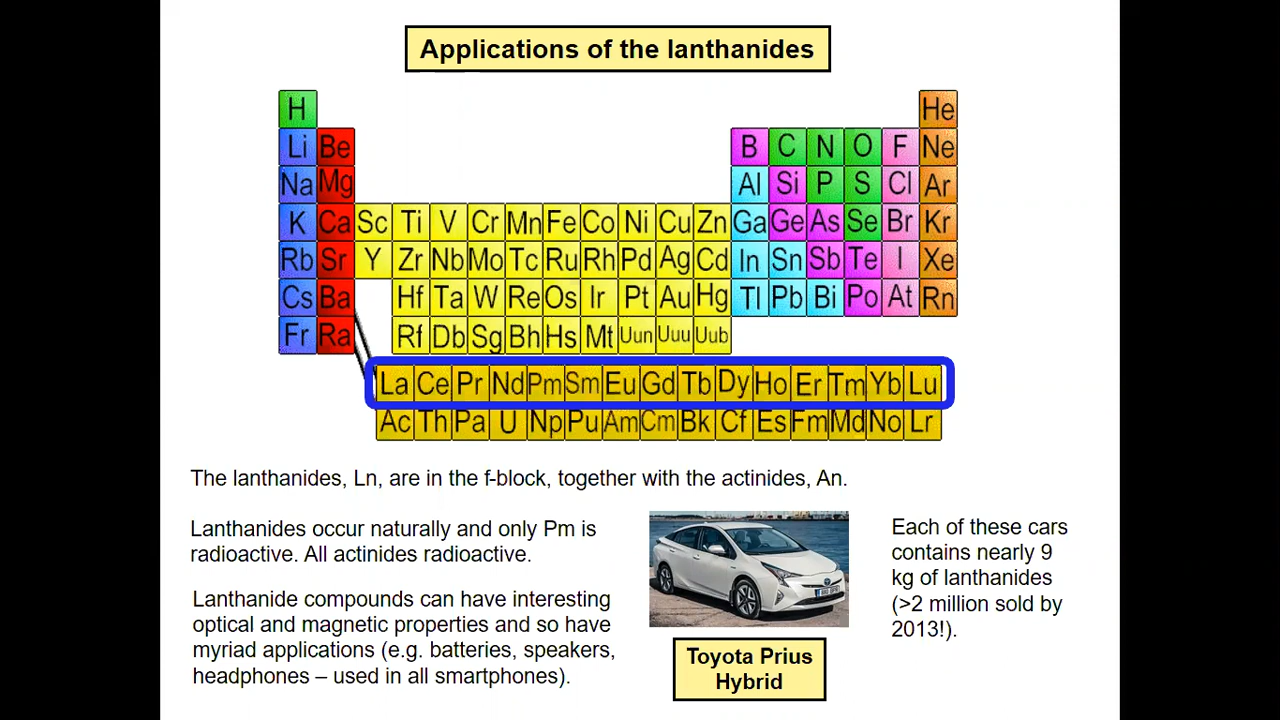 Applications of the lanthanides
H He
Li Be B C N O F Ne
Na Mg Al Si P S Cl Ar
K Ca Sc Ti V Cr Mn Fe Co Ni Cu Zn Ga Ge As Se Br Kr
Rb Sr Y Zr Nb Mo Tc Ru Rh Pd Ag Cd In Sn Sb Te I Xe
Cs Ba Hf Ta W Re Os Ir Pt Au Hg Tl Pb Bi Po At Rn
Fr Ra Rf Db Sg Bh Hs Mt Uun Uuu Uub
La Ce Pr Nd Pm Sm Eu Gd Tb Dy Ho Er Tm Yb Lu
Ac Th Pa U Np Pu Am Cm Bk Cf Es Fm Md No Lr
The lanthanides, Ln, are in the f-block, together with the actinides, An.
Lanthanides occur naturally and only Pm is
radioactive. All actinides radioactive.
Lanthanide compounds can have interesting
optical and magnetic properties and so have
myriad applications (e.g. batteries, speakers,
headphones – used in all smartphones).
Toyota Prius
Hybrid
Each of these cars
contains nearly 9
kg of lanthanides
(>2 million sold by
2013!).